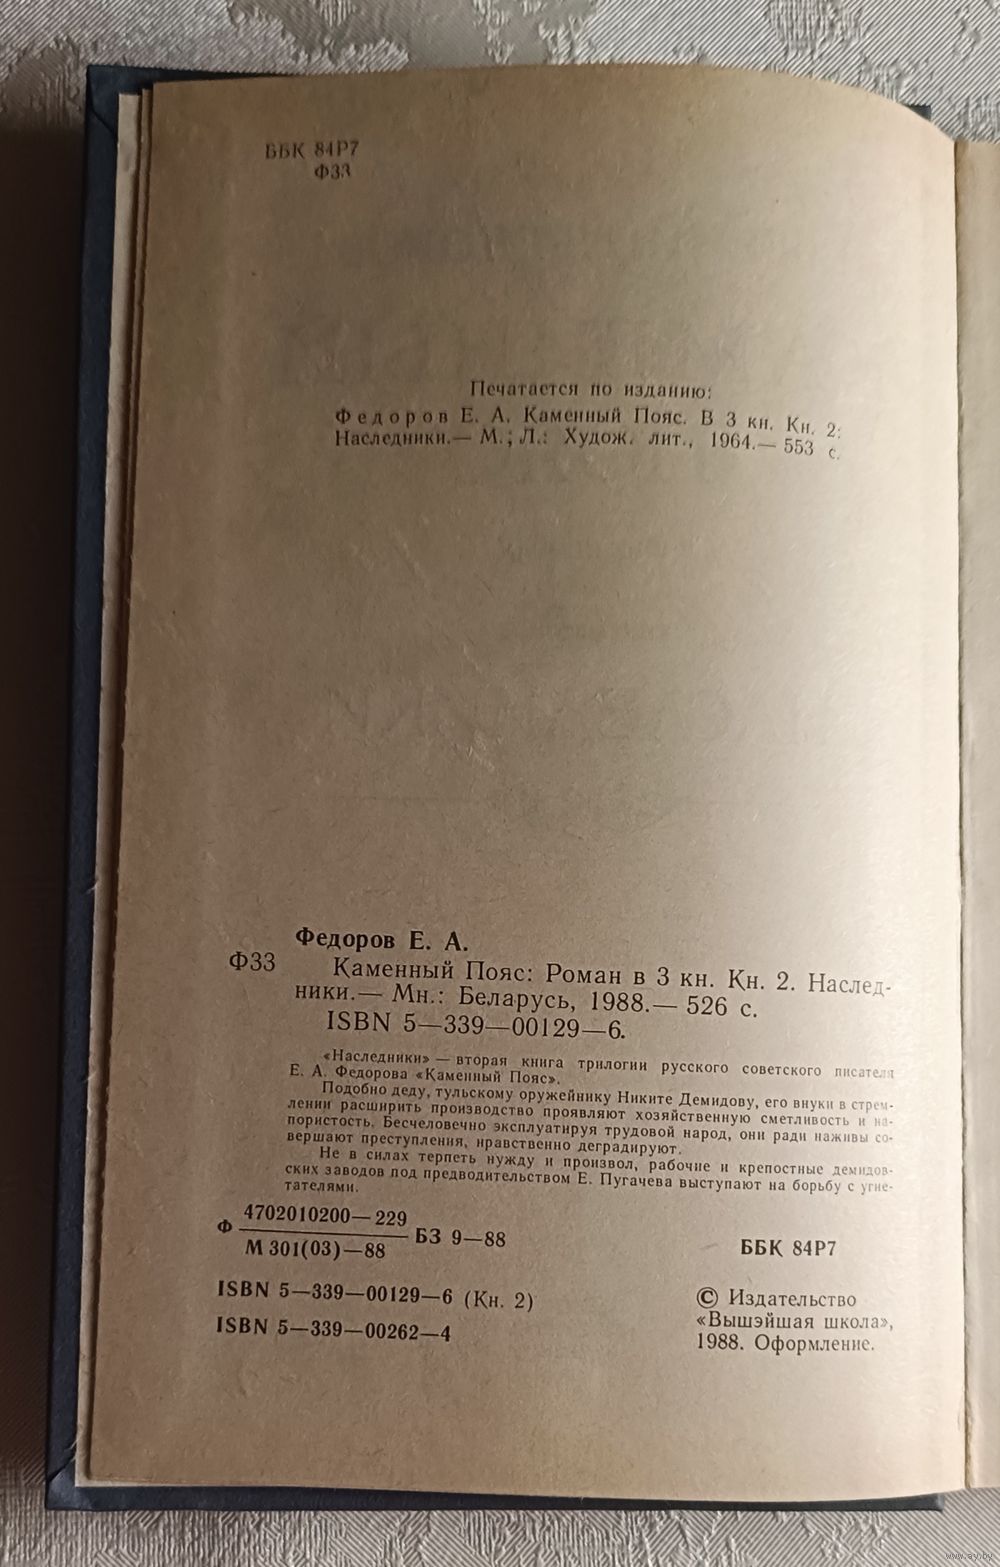 ББК 84Р7
Ф33
Печатается по изданию:
Федоров Е. А. Каменный Пояс. В 3 кн. Кн. 2:
Наследники.— М.; Л.: Худож. лит., 1964.— 553 с.
Федоров Е. А.
Ф33
Каменный Пояс: Роман в 3 кн. Кн. 2. Наслед-
ники.— Мн.: Беларусь, 1988.— 526 с.
ISBN 5—339—00129—6.
«Наследники» — вторая книга трилогии русского советского писателя
Е. А. Федорова «Каменный Пояс».
Подобно деду, тульскому оружейнику Никите Демидову, его внуки в стрем-
лении расширить производство проявляют хозяйственную сметливость и на-
пористость. Бесчеловечно эксплуатируя трудовой народ, они ради наживы со-
вершают преступления, нравственно деградируют.
Не в силах терпеть нужду и произвол, рабочие и крепостные демидов-
ских заводов под предводительством Е. Пугачева выступают на борьбу с угне-
тателями.
Ф 4702010200—229
М 301(03)—88
БЗ 9—88
ББК 84Р7
ISBN 5—339—00129—6 (Кн. 2)
ISBN 5—339—00262—4
© Издательство
«Вышэйшая школа»,
1988. Оформление.
www.ay.by